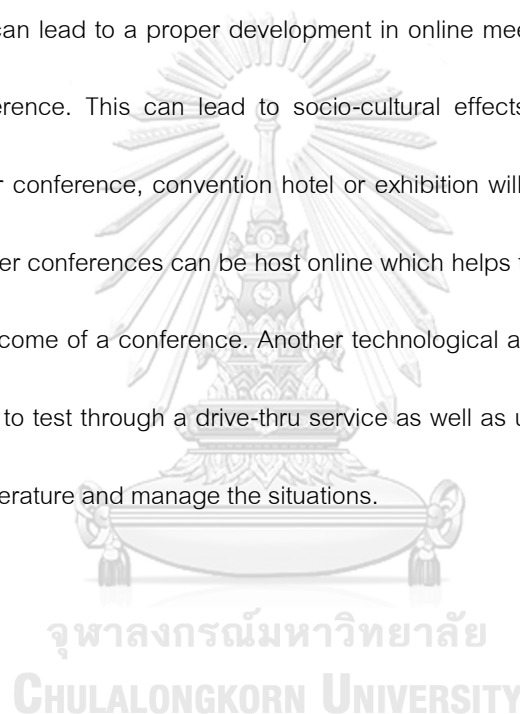 can lead to a proper development in online mee
erence. This can lead to socio-cultural effects
r conference, convention hotel or exhibition will
er conferences can be host online which helps
come of a conference. Another technological a
to test through a drive-thru service as well as u
erature and manage the situations.
จุฬาลงกรณ์มหาวิทยาลัย
CHULALONGKORN UNIVERSITY